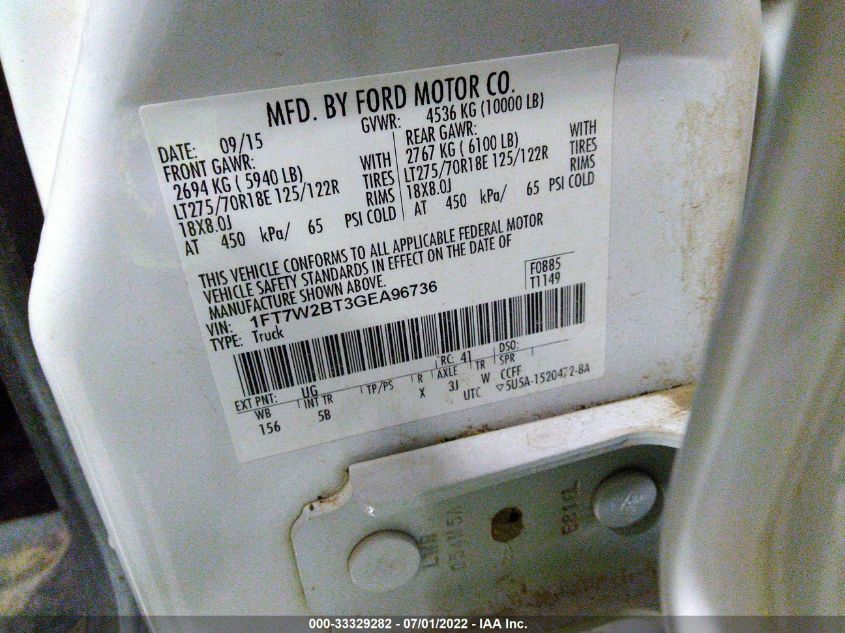 MFD. BY FORD MOTOR CO.
DATE: 09/15 GVWR: 4536 KG (10000 LB)
FRONT GAWR: REAR GAWR:
2694 KG ( 5940 LB) WITH 2767 KG ( 6100 LB) WITH
LT275/70R18E 125/122R TIRES LT275/70R18E 125/122R TIRES
18X8.0J RIMS 18X8.0J RIMS
AT 450 kPa/ 65 PSI COLD AT 450 kPa/ 65 PSI COLD
THIS VEHICLE CONFORMS TO ALL APPLICABLE FEDERAL MOTOR
VEHICLE SAFETY STANDARDS IN EFFECT ON THE DATE OF
MANUFACTURE SHOWN ABOVE.
VIN: 1FT7W2BT3GEA96736
TYPE: Truck
F0885
T1149
EXT PNT: UG RC: 41 DSO:
WB INT TR TP/PS R AXLE TR SPR
156 5B X 3J W CCFF
UTC ▽5U5A-1520472-BA
000-33329282 - 07/01/2022 - IAA Inc.